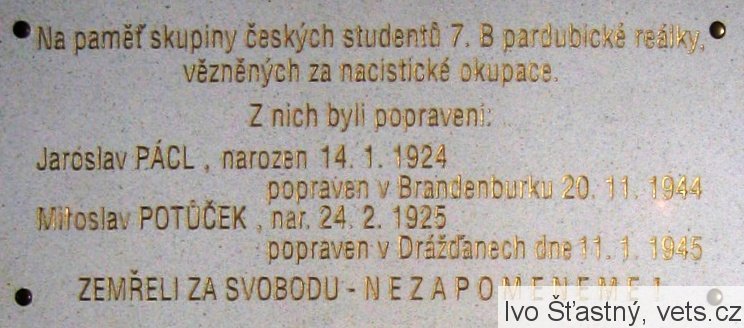 Na paměť skupiny českých studentů 7. B pardubické reálky,
vězněných za nacistické okupace.
Z nich byli popraveni:
Jaroslav PÁCL , narozen 14. 1. 1924
popraven v Brandenburku 20. 11. 1944
Miloslav POTŮČEK , nar. 24. 2. 1925
popraven v Drážďanech dne 11. 1. 1945
ZEMŘELI ZA SVOBODU - N E Z A P O M E N E M E !
Ivo Šťastný, vets.cz